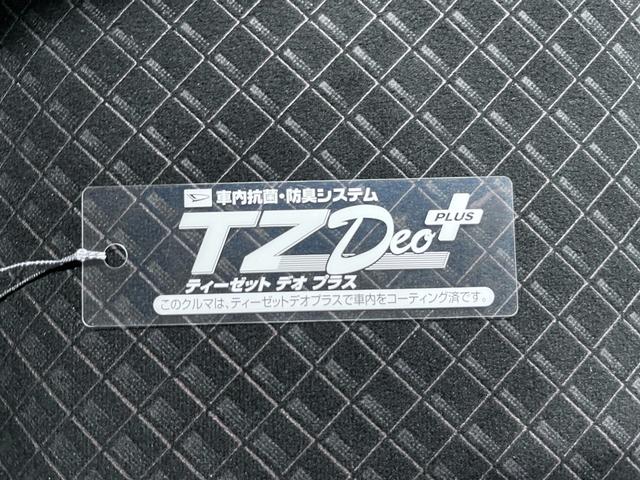 車内抗菌・防臭システム
TZ Deo PLUS
ティーゼット デオ プラス
このクルマは、ティーゼットデオプラスで車内をコーティング済です。